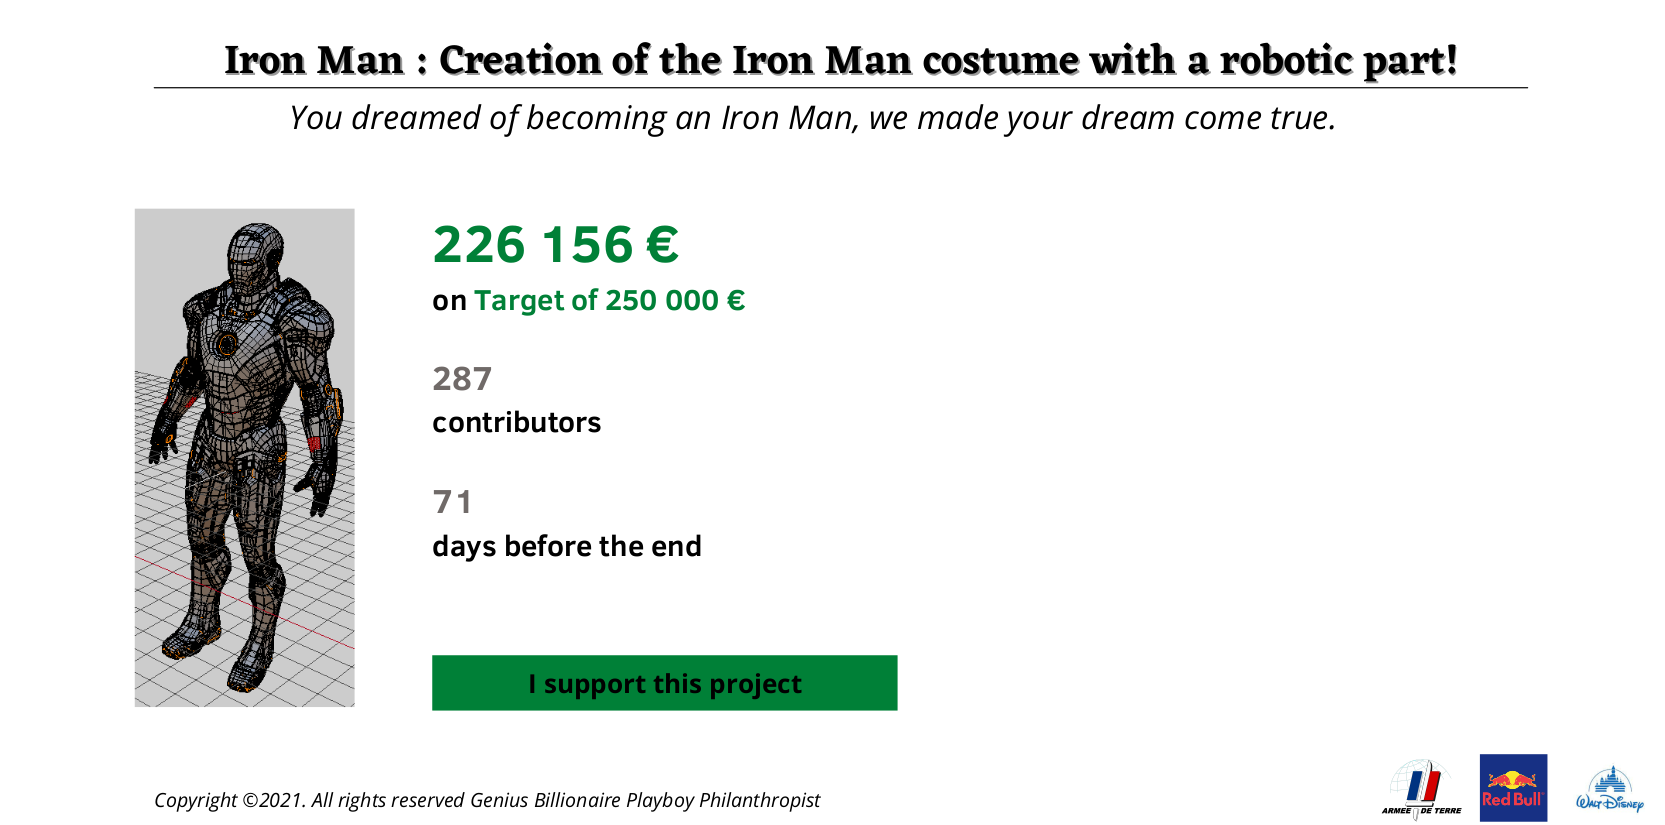 Iron Man : Creation of the Iron Man costume with a robotic part!
You dreamed of becoming an Iron Man, we made your dream come true.
226 156 €
on Target of 250 000 €
287
contributors
71
days before the end
I support this project
Copyright ©2021. All rights reserved Genius Billionaire Playboy Philanthropist
ARMÉE DE TERRE
Red Bull
WALT DISNEY